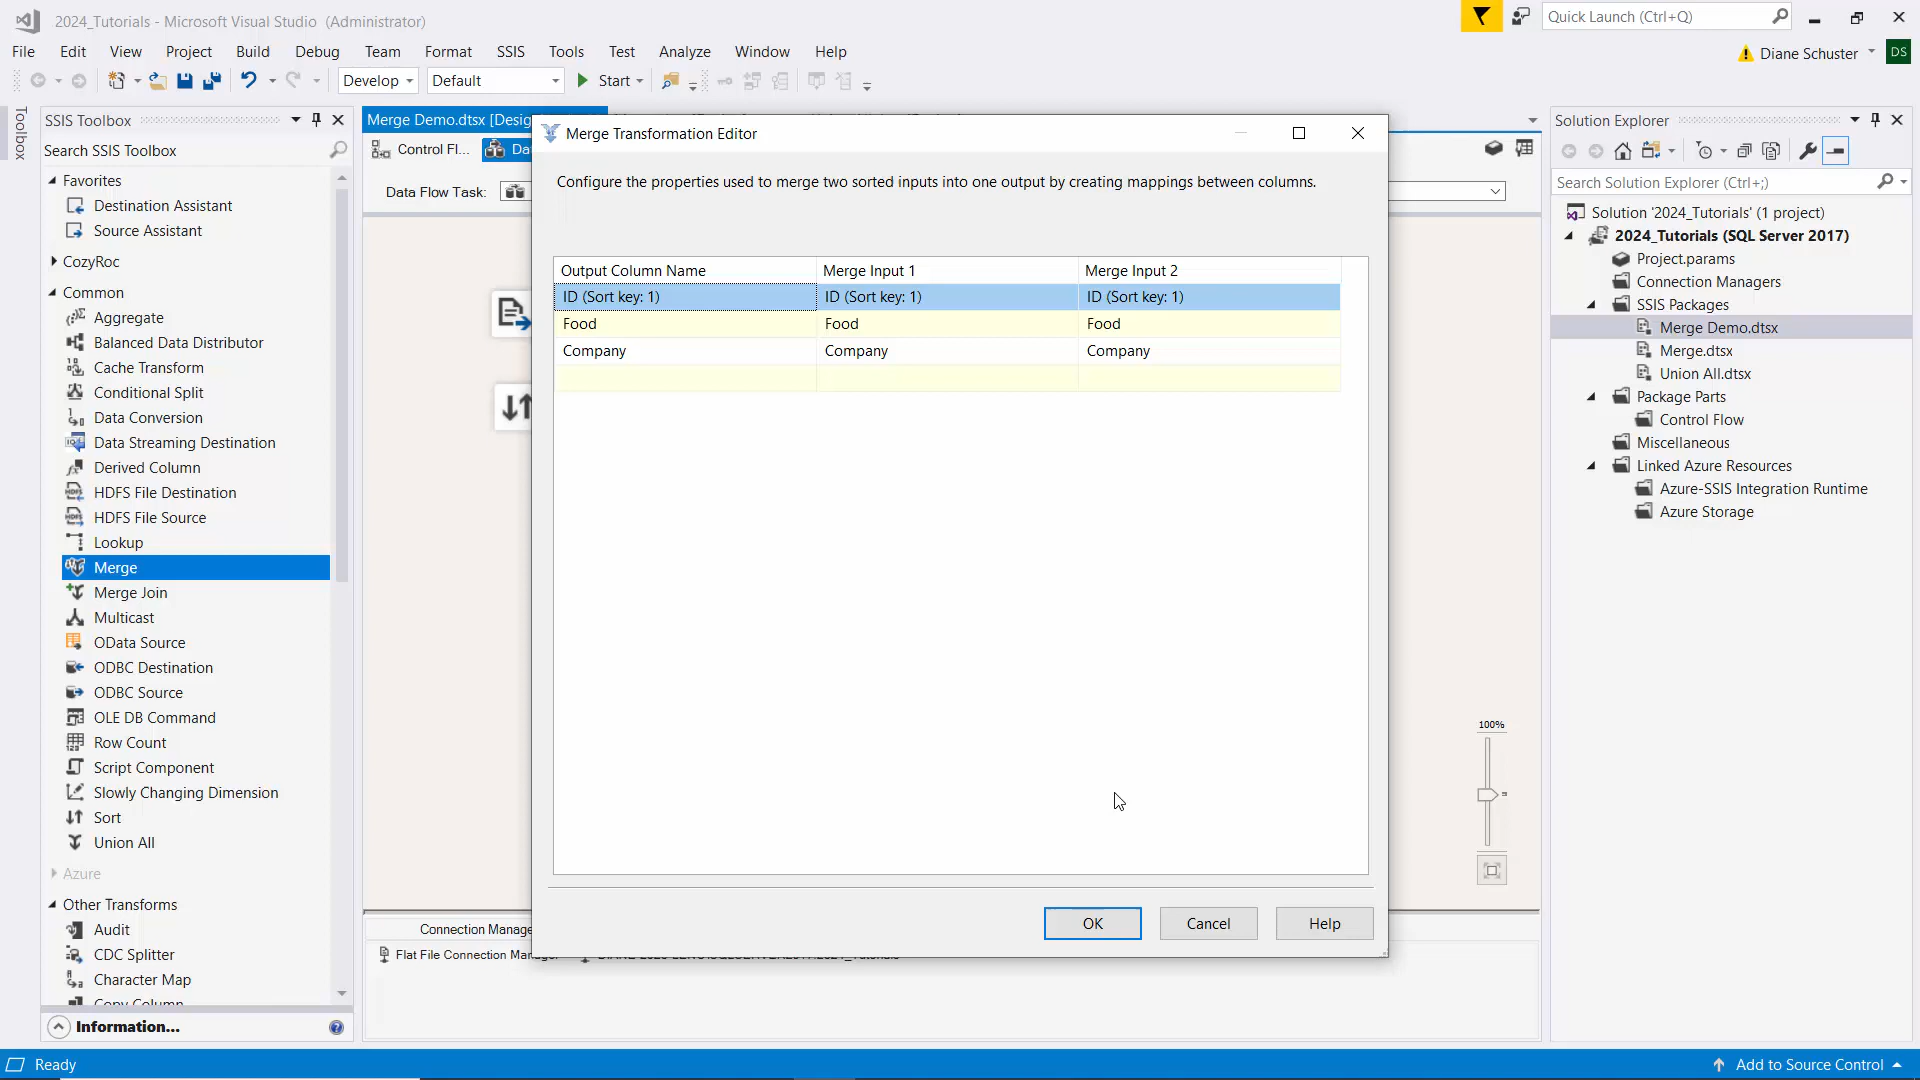 2024_Tutorials - Microsoft Visual Studio (Administrator)
Quick Launch (Ctrl+Q)
File Edit View Project Build Debug Team Format SSIS Tools Test Analyze Window Help
Diane Schuster DS
Develop Default Start
Toolbox
SSIS Toolbox
Search SSIS Toolbox
Favorites
Destination Assistant
Source Assistant
CozyRoc
Common
Aggregate
Balanced Data Distributor
Cache Transform
Conditional Split
Data Conversion
Data Streaming Destination
Derived Column
HDFS File Destination
HDFS File Source
Lookup
Merge
Merge Join
Multicast
OData Source
ODBC Destination
ODBC Source
OLE DB Command
Row Count
Script Component
Slowly Changing Dimension
Sort
Union All
Azure
Other Transforms
Audit
CDC Splitter
Character Map
Copy Column
Information...
Merge Demo.dtsx [Desig
Control Fl... Da
Data Flow Task:
Merge Transformation Editor
Configure the properties used to merge two sorted inputs into one output by creating mappings between columns.
Output Column Name Merge Input 1 Merge Input 2
ID (Sort key: 1) ID (Sort key: 1) ID (Sort key: 1)
Food Food Food
Company Company Company
OK Cancel Help
100%
Connection Manage
Flat File Connection Manager
Solution Explorer
Search Solution Explorer (Ctrl+;)
Solution '2024_Tutorials' (1 project)
2024_Tutorials (SQL Server 2017)
Project.params
Connection Managers
SSIS Packages
Merge Demo.dtsx
Merge.dtsx
Union All.dtsx
Package Parts
Control Flow
Miscellaneous
Linked Azure Resources
Azure-SSIS Integration Runtime
Azure Storage
Ready
Add to Source Control